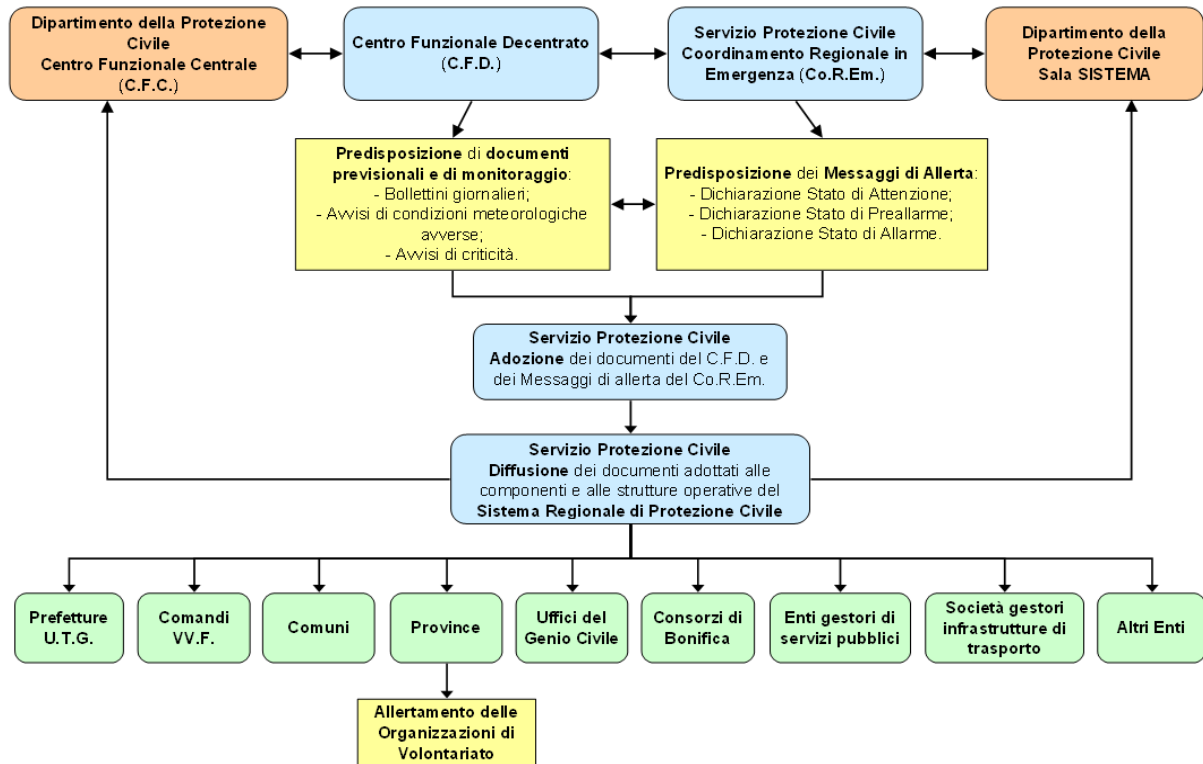 Dipartimento della Protezione
Civile
Centro Funzionale Centrale
(C.F.C.)
Centro Funzionale Decentrato
(C.F.D.)
Servizio Protezione Civile
Coordinamento Regionale in
Emergenza (Co.R.Em.)
Dipartimento della
Protezione Civile
Sala SISTEMA
Predisposizione di documenti
previsionali e di monitoraggio:
- Bollettini giornalieri;
- Avvisi di condizioni meteorologiche
avverse;
- Avvisi di criticità.
Predisposizione dei Messaggi di Allerta:
- Dichiarazione Stato di Attenzione;
- Dichiarazione Stato di Preallarme;
- Dichiarazione Stato di Allarme.
Servizio Protezione Civile
Adozione dei documenti del C.F.D. e
dei Messaggi di allerta del Co.R.Em.
Servizio Protezione Civile
Diffusione dei documenti adottati alle
componenti e alle strutture operative del
Sistema Regionale di Protezione Civile
Prefetture
U.T.G.
Comandi
VV.F.
Comuni
Province
Uffici del
Genio Civile
Consorzi di
Bonifica
Enti gestori di
servizi pubblici
Società gestori
infrastrutture di
trasporto
Altri Enti
Allertamento delle
Organizzazioni di
Volontariato